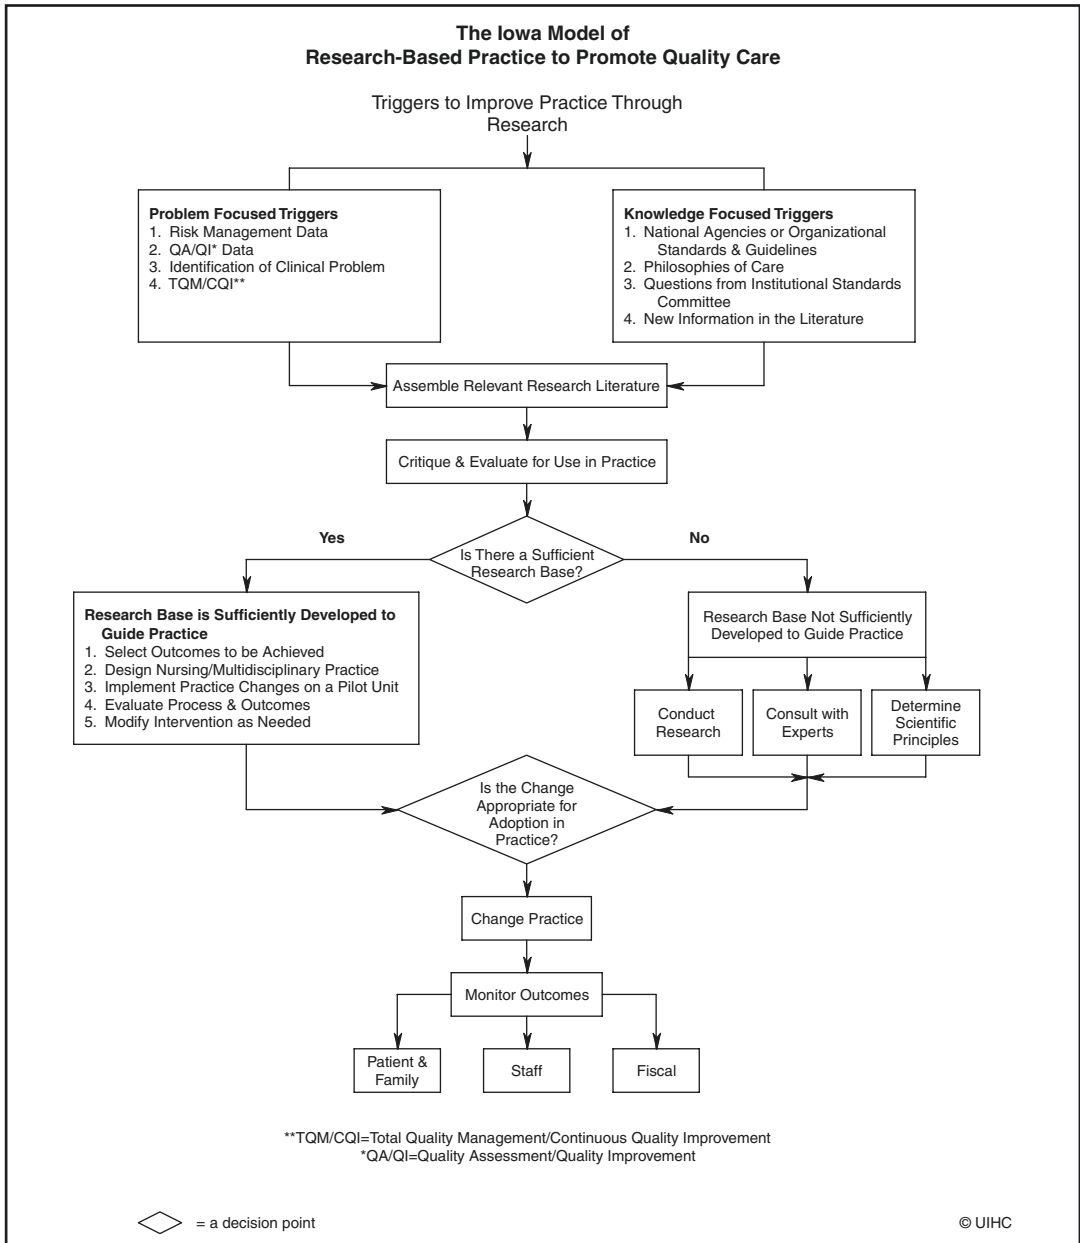 The Iowa Model of
Research-Based Practice to Promote Quality Care
Triggers to Improve Practice Through
Research
Problem Focused Triggers
1. Risk Management Data
2. QA/QI* Data
3. Identification of Clinical Problem
4. TQM/CQI**
Knowledge Focused Triggers
1. National Agencies or Organizational
Standards & Guidelines
2. Philosophies of Care
3. Questions from Institutional Standards
Committee
4. New Information in the Literature
Assemble Relevant Research Literature
Critique & Evaluate for Use in Practice
Yes
Is There a Sufficient
Research Base?
No
Research Base is Sufficiently Developed to
Guide Practice
1. Select Outcomes to be Achieved
2. Design Nursing/Multidisciplinary Practice
3. Implement Practice Changes on a Pilot Unit
4. Evaluate Process & Outcomes
5. Modify Intervention as Needed
Research Base Not Sufficiently
Developed to Guide Practice
Conduct
Research
Consult with
Experts
Determine
Scientific
Principles
Is the Change
Appropriate for
Adoption in
Practice?
Change Practice
Monitor Outcomes
Patient &
Family
Staff
Fiscal
**TQM/CQI=Total Quality Management/Continuous Quality Improvement
*QA/QI=Quality Assessment/Quality Improvement
= a decision point
© UIHC